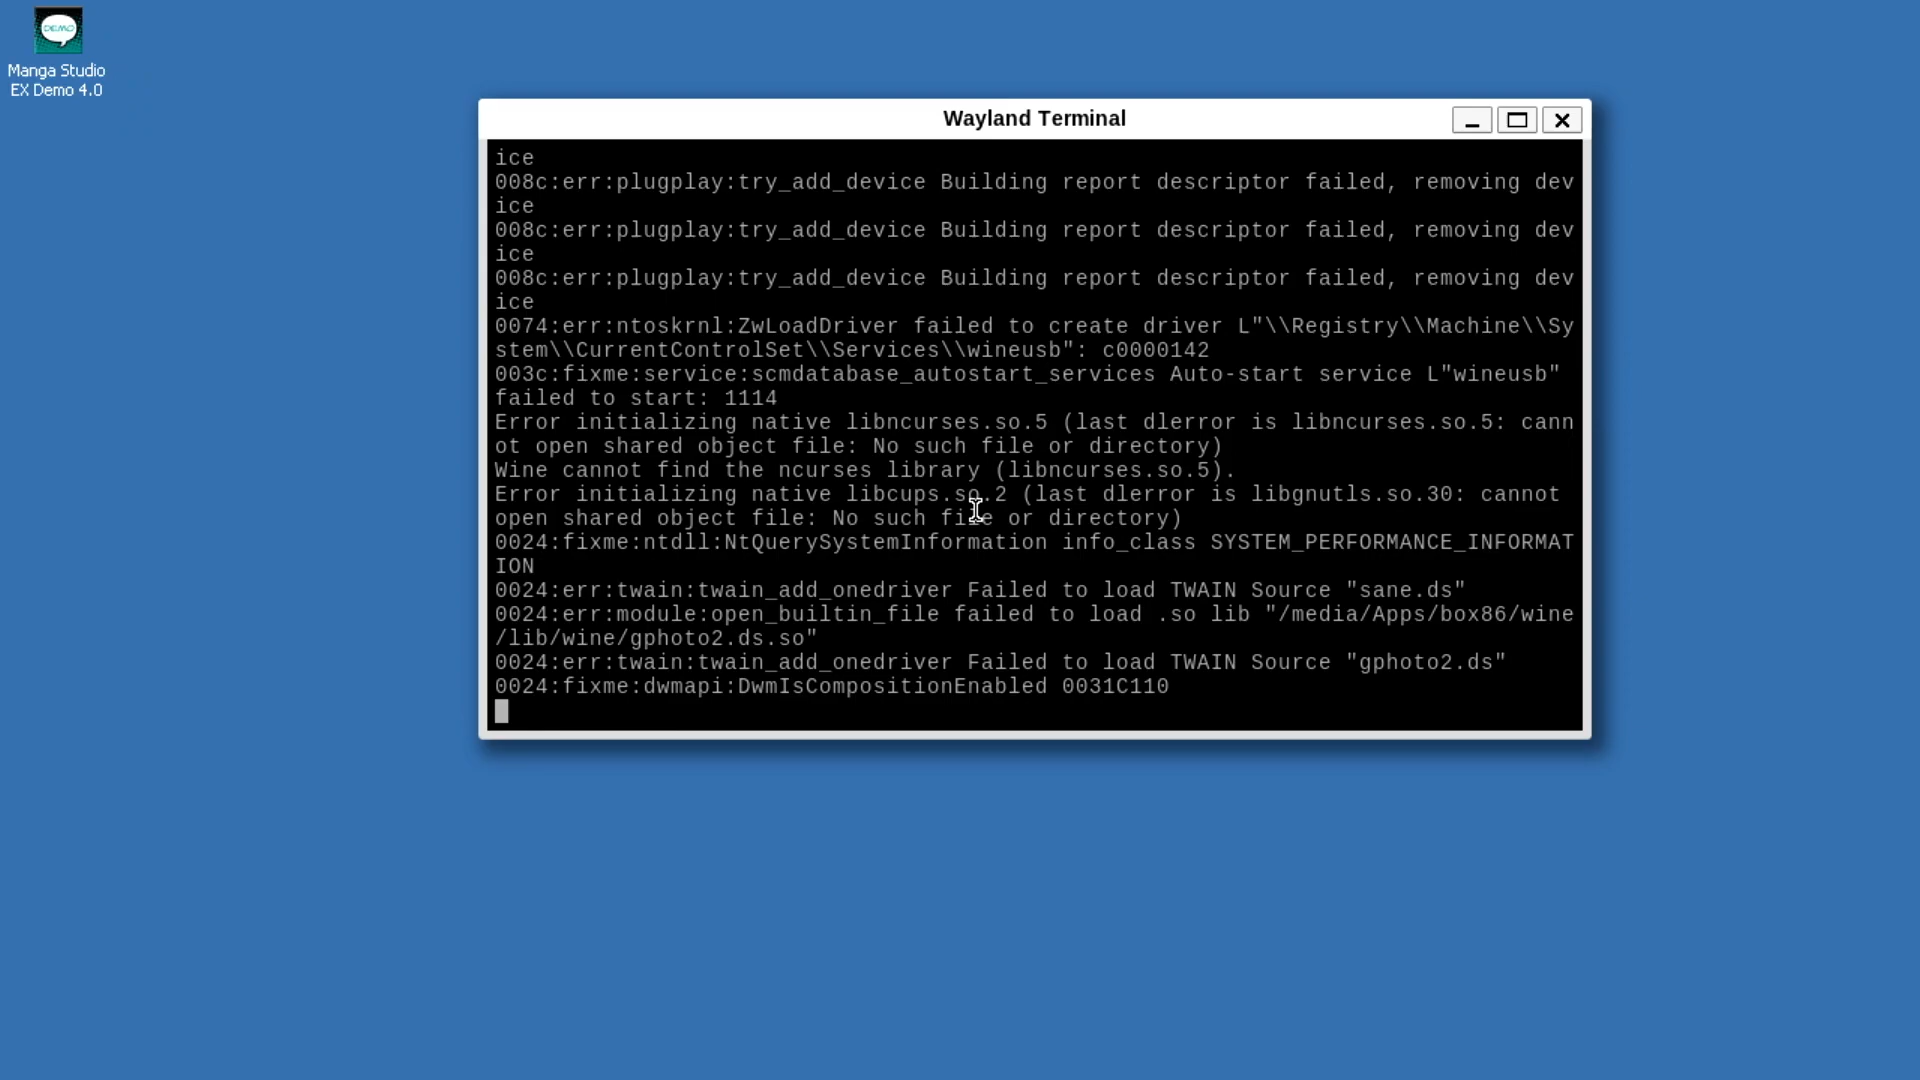 DEMO
Manga Studio
EX Demo 4.0
Wayland Terminal
ice
008c:err:plugplay:try_add_device Building report descriptor failed, removing dev
ice
008c:err:plugplay:try_add_device Building report descriptor failed, removing dev
ice
008c:err:plugplay:try_add_device Building report descriptor failed, removing dev
ice
0074:err:ntoskrnl:ZwLoadDriver failed to create driver L"\\Registry\\Machine\\Sy
stem\\CurrentControlSet\\Services\\wineusb": c0000142
003c:fixme:service:scmdatabase_autostart_services Auto-start service L"wineusb"
failed to start: 1114
Error initializing native libncurses.so.5 (last dlerror is libncurses.so.5: cann
ot open shared object file: No such file or directory)
Wine cannot find the ncurses library (libncurses.so.5).
Error initializing native libcups.so.2 (last dlerror is libgnutls.so.30: cannot
open shared object file: No such file or directory)
0024:fixme:ntdll:NtQuerySystemInformation info_class SYSTEM_PERFORMANCE_INFORMAT
ION
0024:err:twain:twain_add_onedriver Failed to load TWAIN Source "sane.ds"
0024:err:module:open_builtin_file failed to load .so lib "/media/Apps/box86/wine
/lib/wine/gphoto2.ds.so"
0024:err:twain:twain_add_onedriver Failed to load TWAIN Source "gphoto2.ds"
0024:fixme:dwmapi:DwmIsCompositionEnabled 0031C110